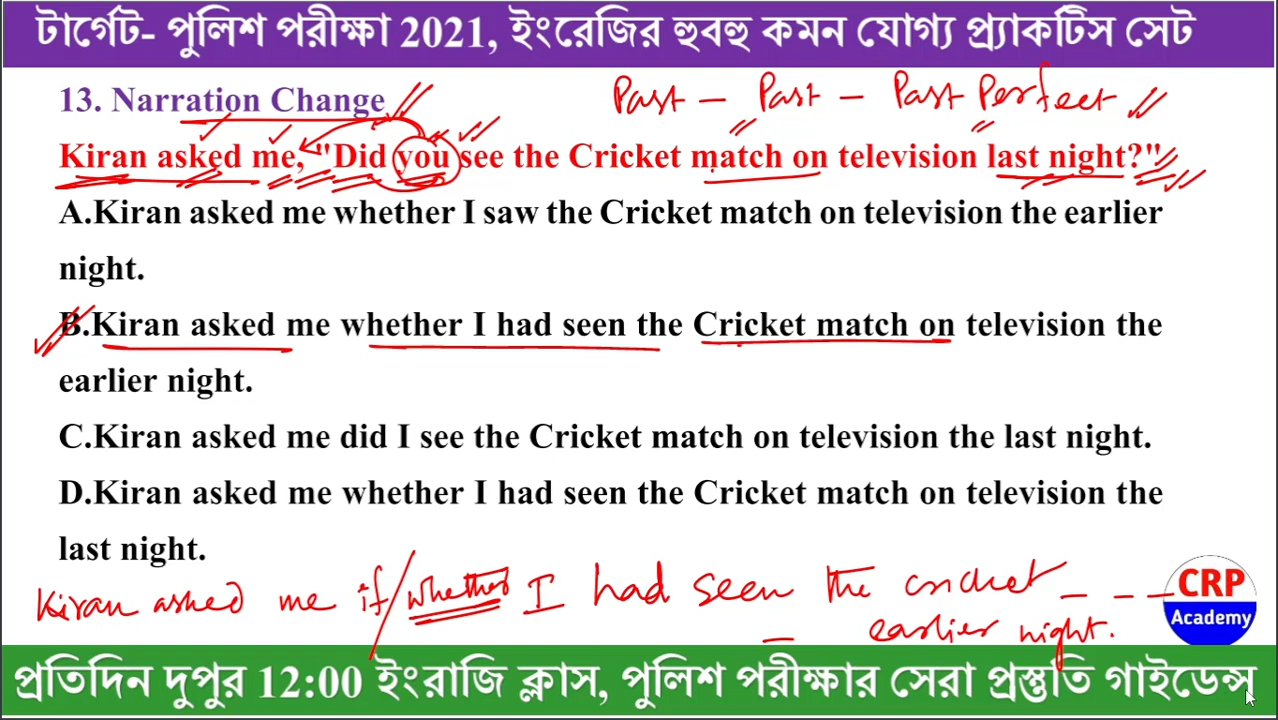 টার্গেট- পুলিশ পরীক্ষা 2021, ইংরেজির হুবহু কমন যোগ্য প্র্যাকটিস সেট
13. Narration Change
Past – Past – Past Perfect
Kiran asked me, "Did you see the Cricket match on television last night?"
A.Kiran asked me whether I saw the Cricket match on television the earlier
night.
B.Kiran asked me whether I had seen the Cricket match on television the
earlier night.
C.Kiran asked me did I see the Cricket match on television the last night.
D.Kiran asked me whether I had seen the Cricket match on television the
last night.
Kiran asked me if/whether I had seen the cricket _ _ _
_ earlier night.
CRP
Academy
প্রতিদিন দুপুর 12:00 ইংরাজি ক্লাস, পুলিশ পরীক্ষার সেরা প্রস্তুতি গাইডেন্স